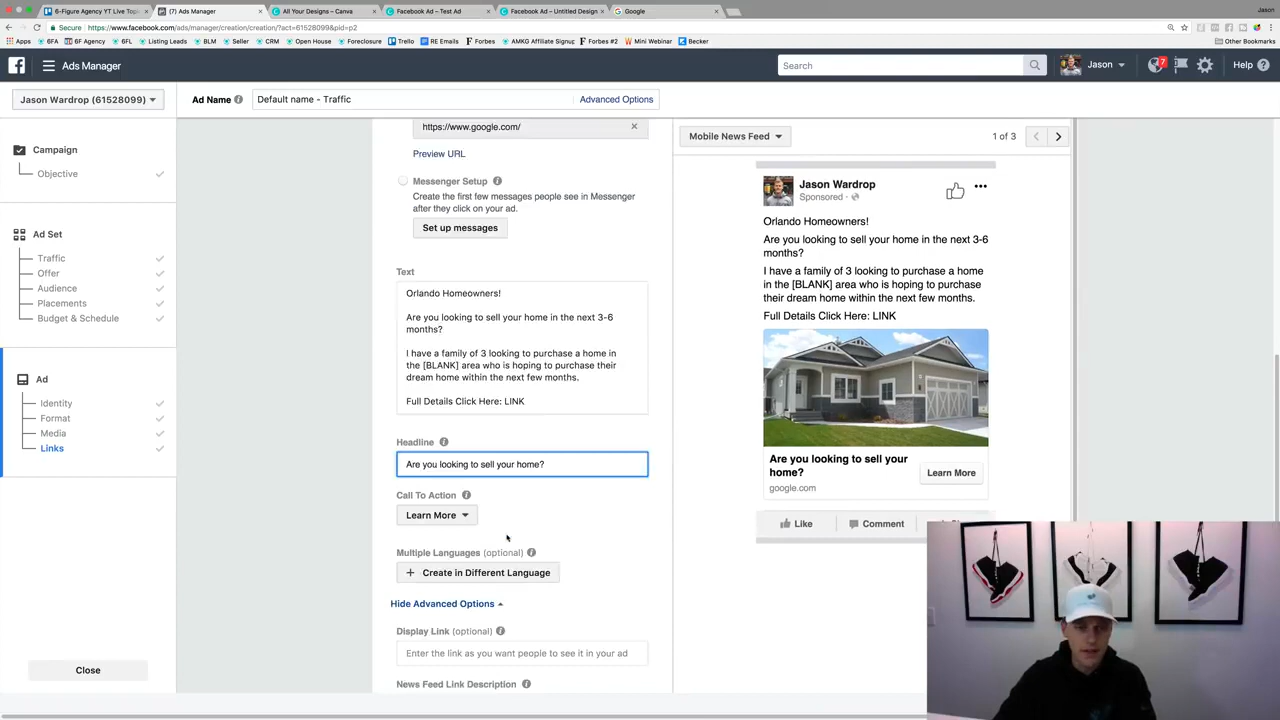 6-Figure Agency YT Live Top
(7) Ads Manager
All Your Designs – Canva
Facebook Ad – Test Ad
Facebook Ad – Untitled Design
Google
Jason
Secure
https://www.facebook.com/ads/manager/creation/creation/?act=61528099&pid=p2
Apps
6FA
6F Agency
6FL
Listing Leads
BLM
Seller
CRM
Open House
Foreclosure
Trello
RE Emails
Forbes
AMKG Affiliate Signup
Forbes #2
Mini Webinar
Becker
Other Bookmarks
Ads Manager
Search
Jason
7
Help
Jason Wardrop (61528099)
Ad Name
Default name - Traffic
Advanced Options
Campaign
Objective
Ad Set
Traffic
Offer
Audience
Placements
Budget & Schedule
Ad
Identity
Format
Media
Links
Close
https://www.google.com/
Preview URL
Messenger Setup
Create the first few messages people see in Messenger
after they click on your ad.
Set up messages
Text
Orlando Homeowners!
Are you looking to sell your home in the next 3-6
months?
I have a family of 3 looking to purchase a home in
the [BLANK] area who is hoping to purchase their
dream home within the next few months.
Full Details Click Here: LINK
Headline
Are you looking to sell your home?
Call To Action
Learn More
Multiple Languages (optional)
+ Create in Different Language
Hide Advanced Options
Display Link (optional)
Enter the link as you want people to see it in your ad
News Feed Link Description
Mobile News Feed
1 of 3
Jason Wardrop
Sponsored ·
Orlando Homeowners!
Are you looking to sell your home in the next 3-6
months?
I have a family of 3 looking to purchase a home
in the [BLANK] area who is hoping to purchase
their dream home within the next few months.
Full Details Click Here: LINK
Are you looking to sell your
home?
Learn More
google.com
Like
Comment